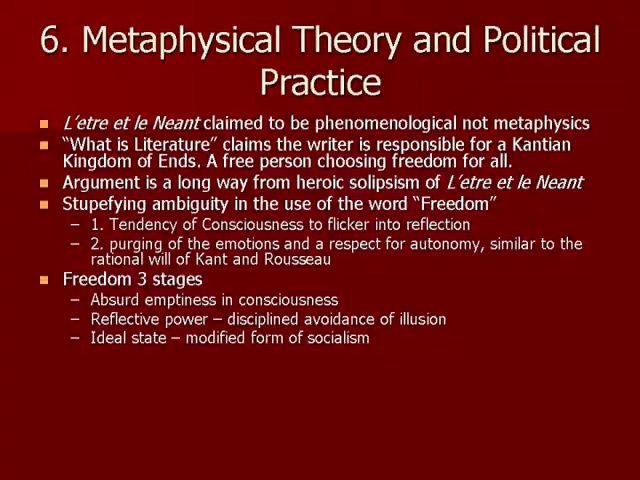 6. Metaphysical Theory and Political
Practice
L'etre et le Neant claimed to be phenomenological not metaphysics
"What is Literature" claims the writer is responsible for a Kantian
Kingdom of Ends. A free person choosing freedom for all.
Argument is a long way from heroic solipsism of L'etre et le Neant
Stupefying ambiguity in the use of the word "Freedom"
– 1. Tendency of Consciousness to flicker into reflection
– 2. purging of the emotions and a respect for autonomy, similar to the
rational will of Kant and Rousseau
Freedom 3 stages
– Absurd emptiness in consciousness
– Reflective power – disciplined avoidance of illusion
– Ideal state – modified form of socialism